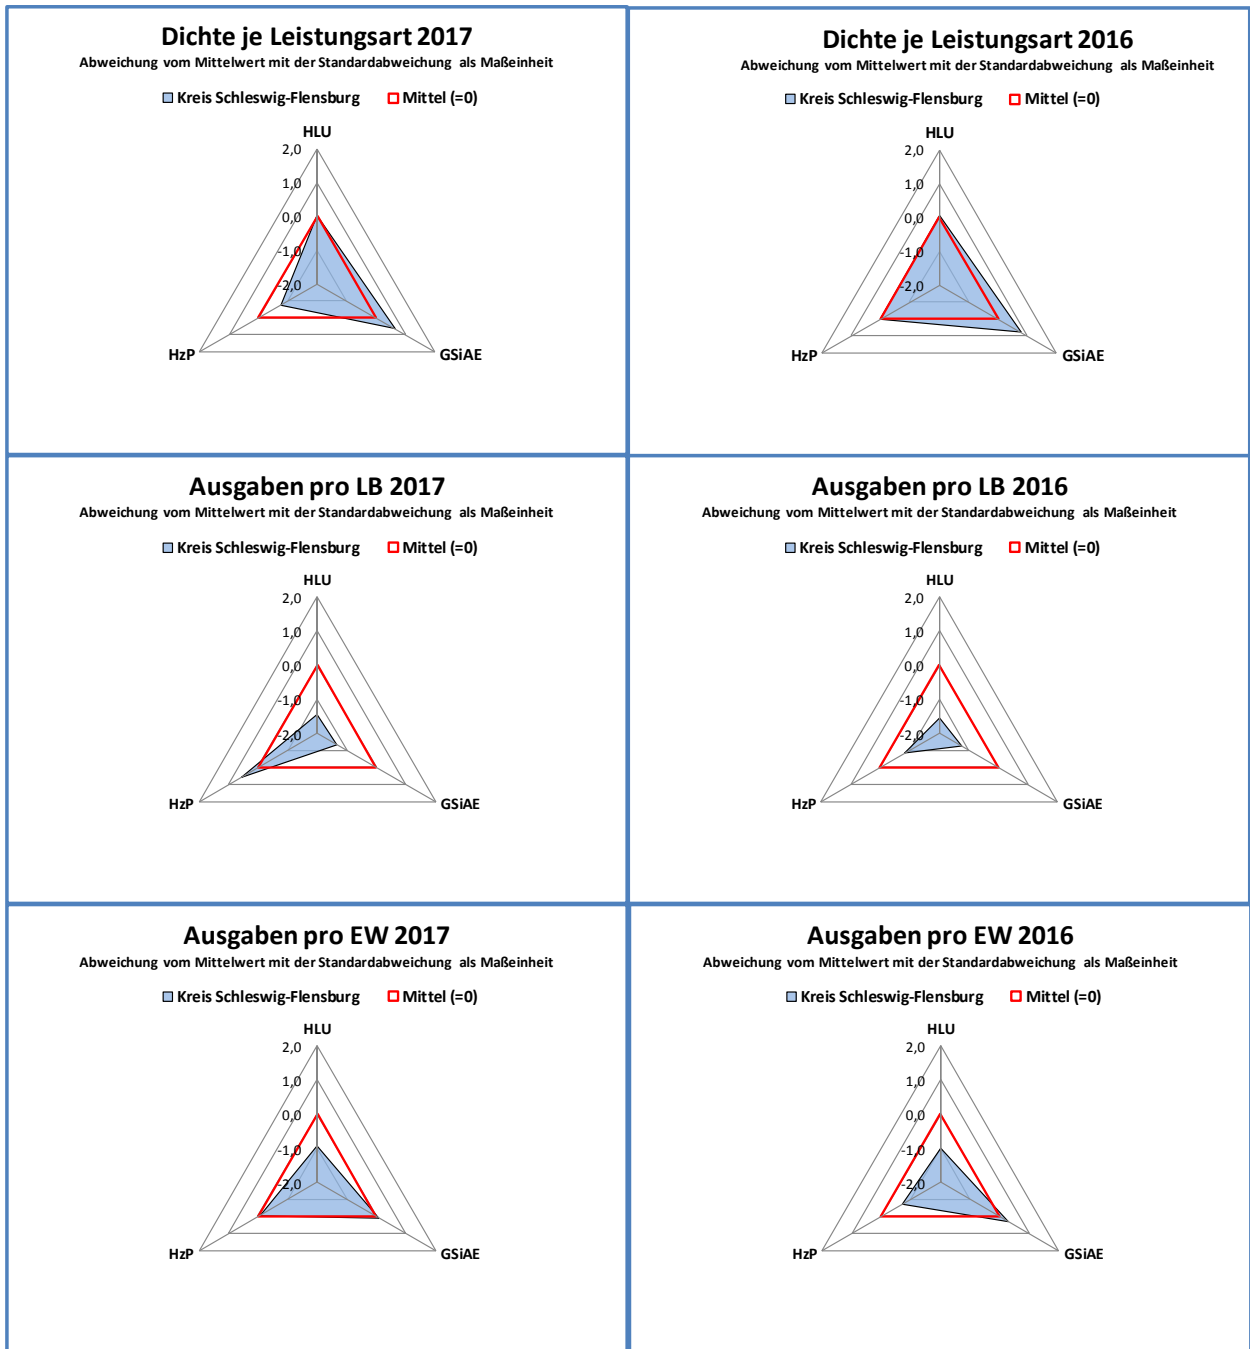 Dichte je Leistungsart 2017
Abweichung vom Mittelwert mit der Standardabweichung als Maßeinheit
Kreis Schleswig-Flensburg Mittel (=0)
HLU
2,0
1,0
0,0
-1,0
-2,0
HzP
GSiAE
Dichte je Leistungsart 2016
Abweichung vom Mittelwert mit der Standardabweichung als Maßeinheit
Kreis Schleswig-Flensburg Mittel (=0)
HLU
2,0
1,0
0,0
-1,0
-2,0
HzP
GSiAE
Ausgaben pro LB 2017
Abweichung vom Mittelwert mit der Standardabweichung als Maßeinheit
Kreis Schleswig-Flensburg Mittel (=0)
HLU
2,0
1,0
0,0
-1,0
-2,0
HzP
GSiAE
Ausgaben pro LB 2016
Abweichung vom Mittelwert mit der Standardabweichung als Maßeinheit
Kreis Schleswig-Flensburg Mittel (=0)
HLU
2,0
1,0
0,0
-1,0
-2,0
HzP
GSiAE
Ausgaben pro EW 2017
Abweichung vom Mittelwert mit der Standardabweichung als Maßeinheit
Kreis Schleswig-Flensburg Mittel (=0)
HLU
2,0
1,0
0,0
-1,0
-2,0
HzP
GSiAE
Ausgaben pro EW 2016
Abweichung vom Mittelwert mit der Standardabweichung als Maßeinheit
Kreis Schleswig-Flensburg Mittel (=0)
HLU
2,0
1,0
0,0
-1,0
-2,0
HzP
GSiAE